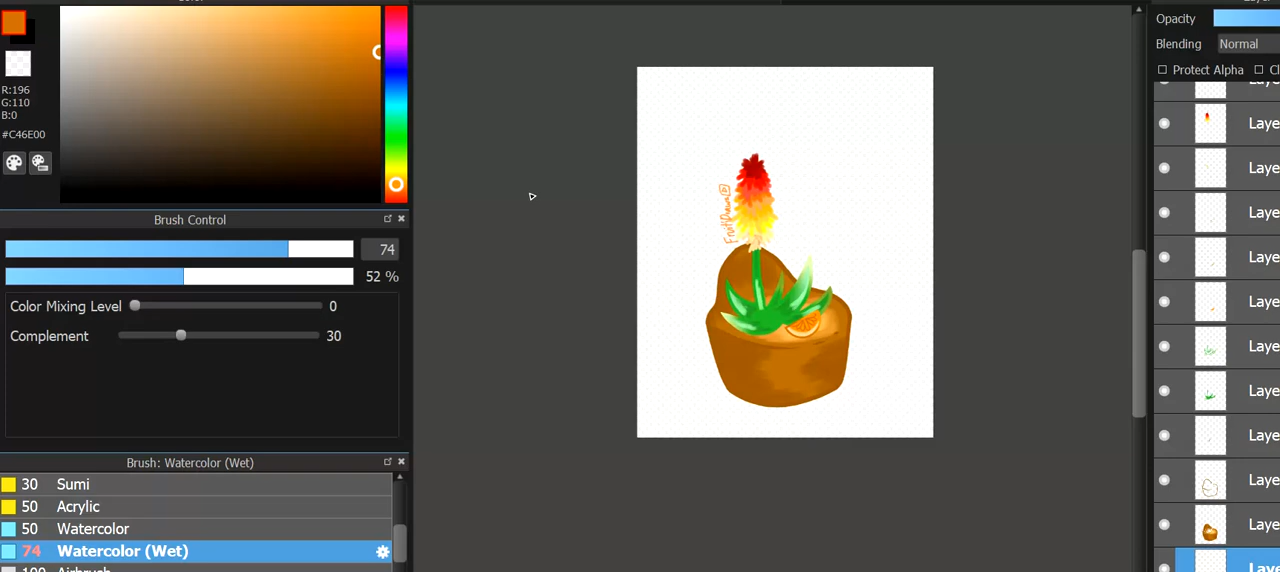 R:196
G:110
B:0
#C46E00
Brush Control
74
52 %
Color Mixing Level 0
Complement 30
Brush: Watercolor (Wet)
30 Sumi
50 Acrylic
50 Watercolor
74 Watercolor (Wet)
Opacity
Blending Normal
Protect Alpha Cl
Laye
Laye
Laye
Laye
Laye
Laye
Laye
Laye
Laye
Laye